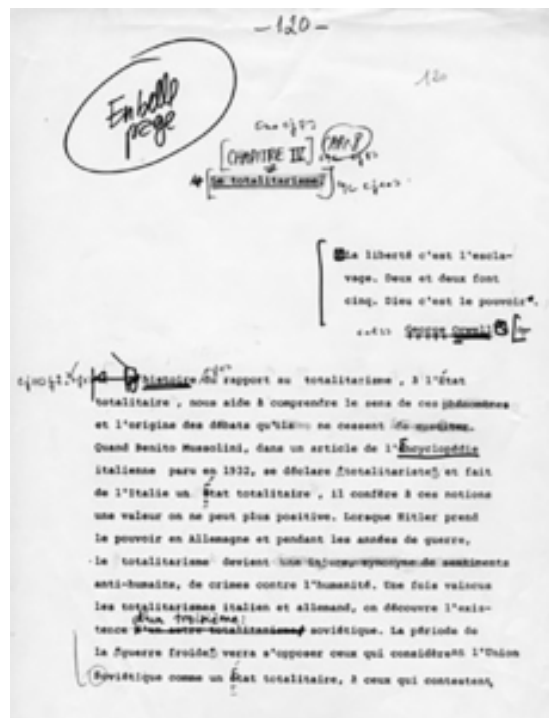 -120-
120
En belle
page
[CHAPITRE IV]
[Le totalitarisme]
La liberté c'est l'escla-
vage. Deux et deux font
cinq. Dieu c'est le pouvoir.
George Orwell
histoire du rapport au totalitarisme, à l'État
totalitaire, nous aide à comprendre le sens de ces phénomènes
et l'origine des débats qu'ils ne cessent de susciter.
Quand Benito Mussolini, dans un article de l'Encyclopédie
italienne paru en 1932, se déclare "totalitariste" et fait
de l'Italie un État totalitaire, il confère à ces notions
une valeur on ne peut plus positive. Lorsque Hitler prend
le pouvoir en Allemagne et pendant les années de guerre,
le totalitarisme devient une injure, synonyme de sentiments
anti-humains, de crimes contre l'humanité. Une fois vaincus
les totalitarismes italien et allemand, on découvre l'exis-
d'un troisième:
tence d'un autre totalitarisme, soviétique. La période de
la "guerre froide" verra s'opposer ceux qui considèrent l'Union
Soviétique comme un État totalitaire, à ceux qui contestent,